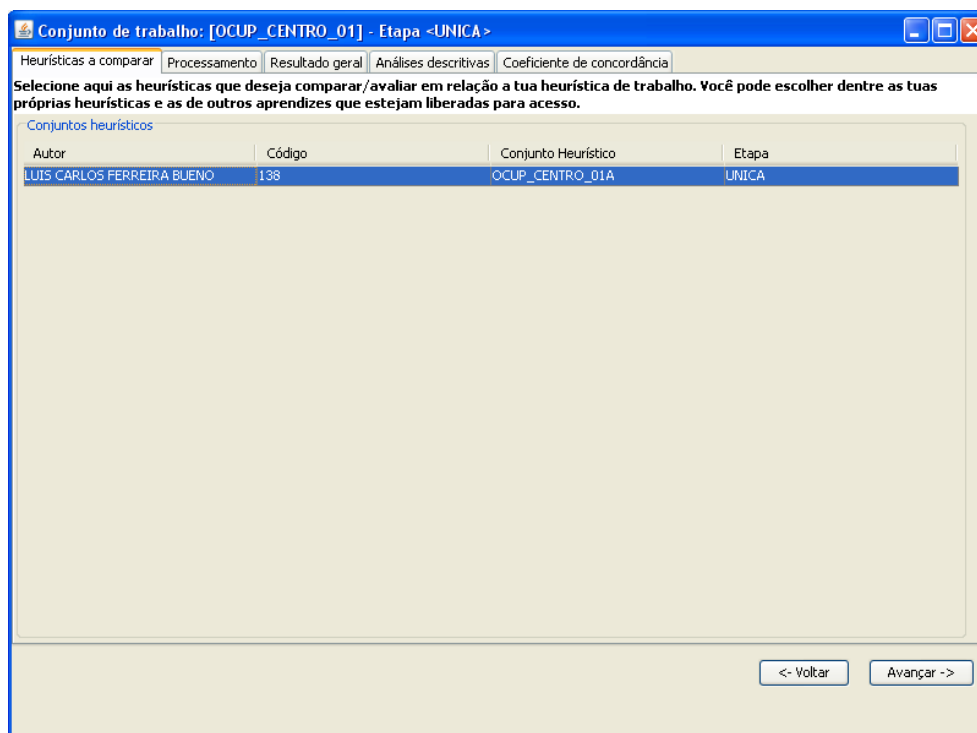 Conjunto de trabalho: [OCUP_CENTRO_01] - Etapa <UNICA>
Heurísticas a comparar Processamento Resultado geral Análises descritivas Coeficiente de concordância
Selecione aqui as heurísticas que deseja comparar/avaliar em relação a tua heurística de trabalho. Você pode escolher dentre as tuas
próprias heurísticas e as de outros aprendizes que estejam liberadas para acesso.
Conjuntos heurísticos
Autor Código Conjunto Heurístico Etapa
LUIS CARLOS FERREIRA BUENO 138 OCUP_CENTRO_01A UNICA
<- Voltar Avançar ->